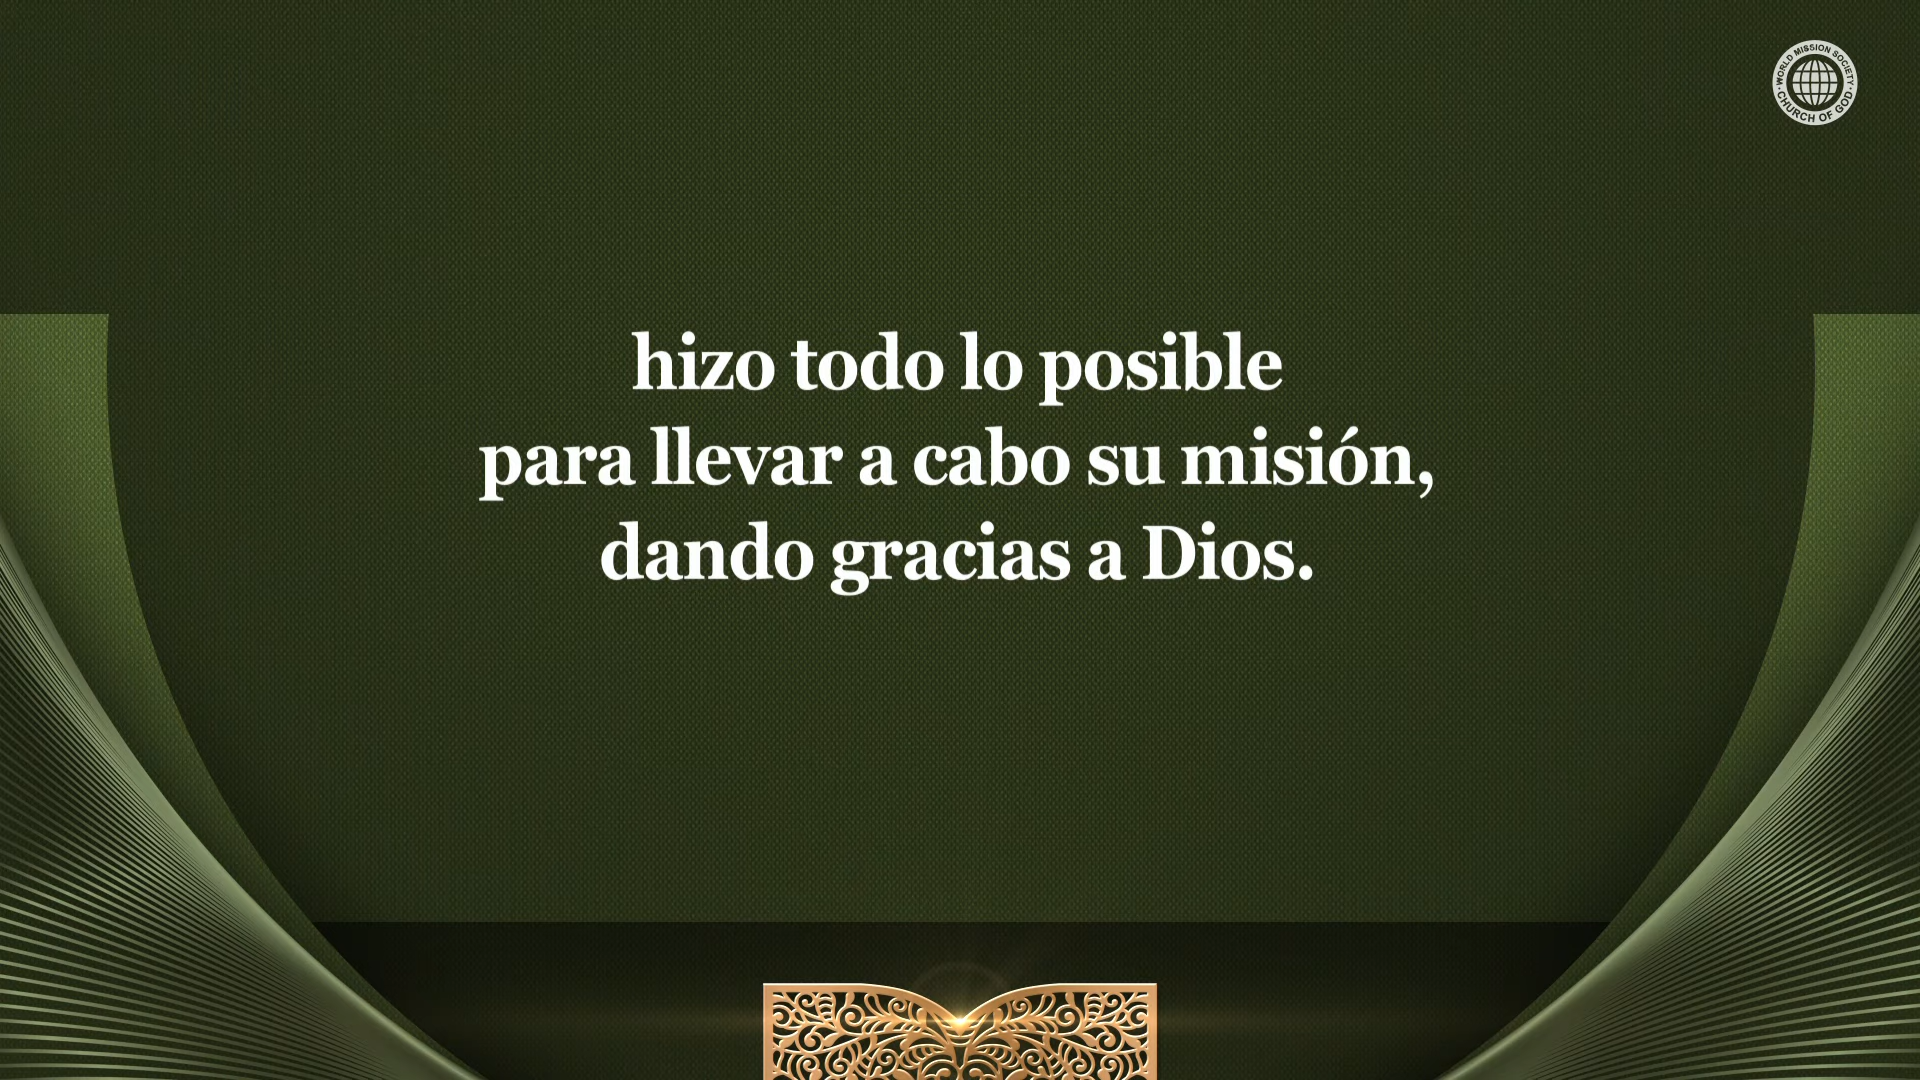 WORLD MISSION SOCIETY
CHURCH OF GOD
hizo todo lo posible
para llevar a cabo su misión,
dando gracias a Dios.